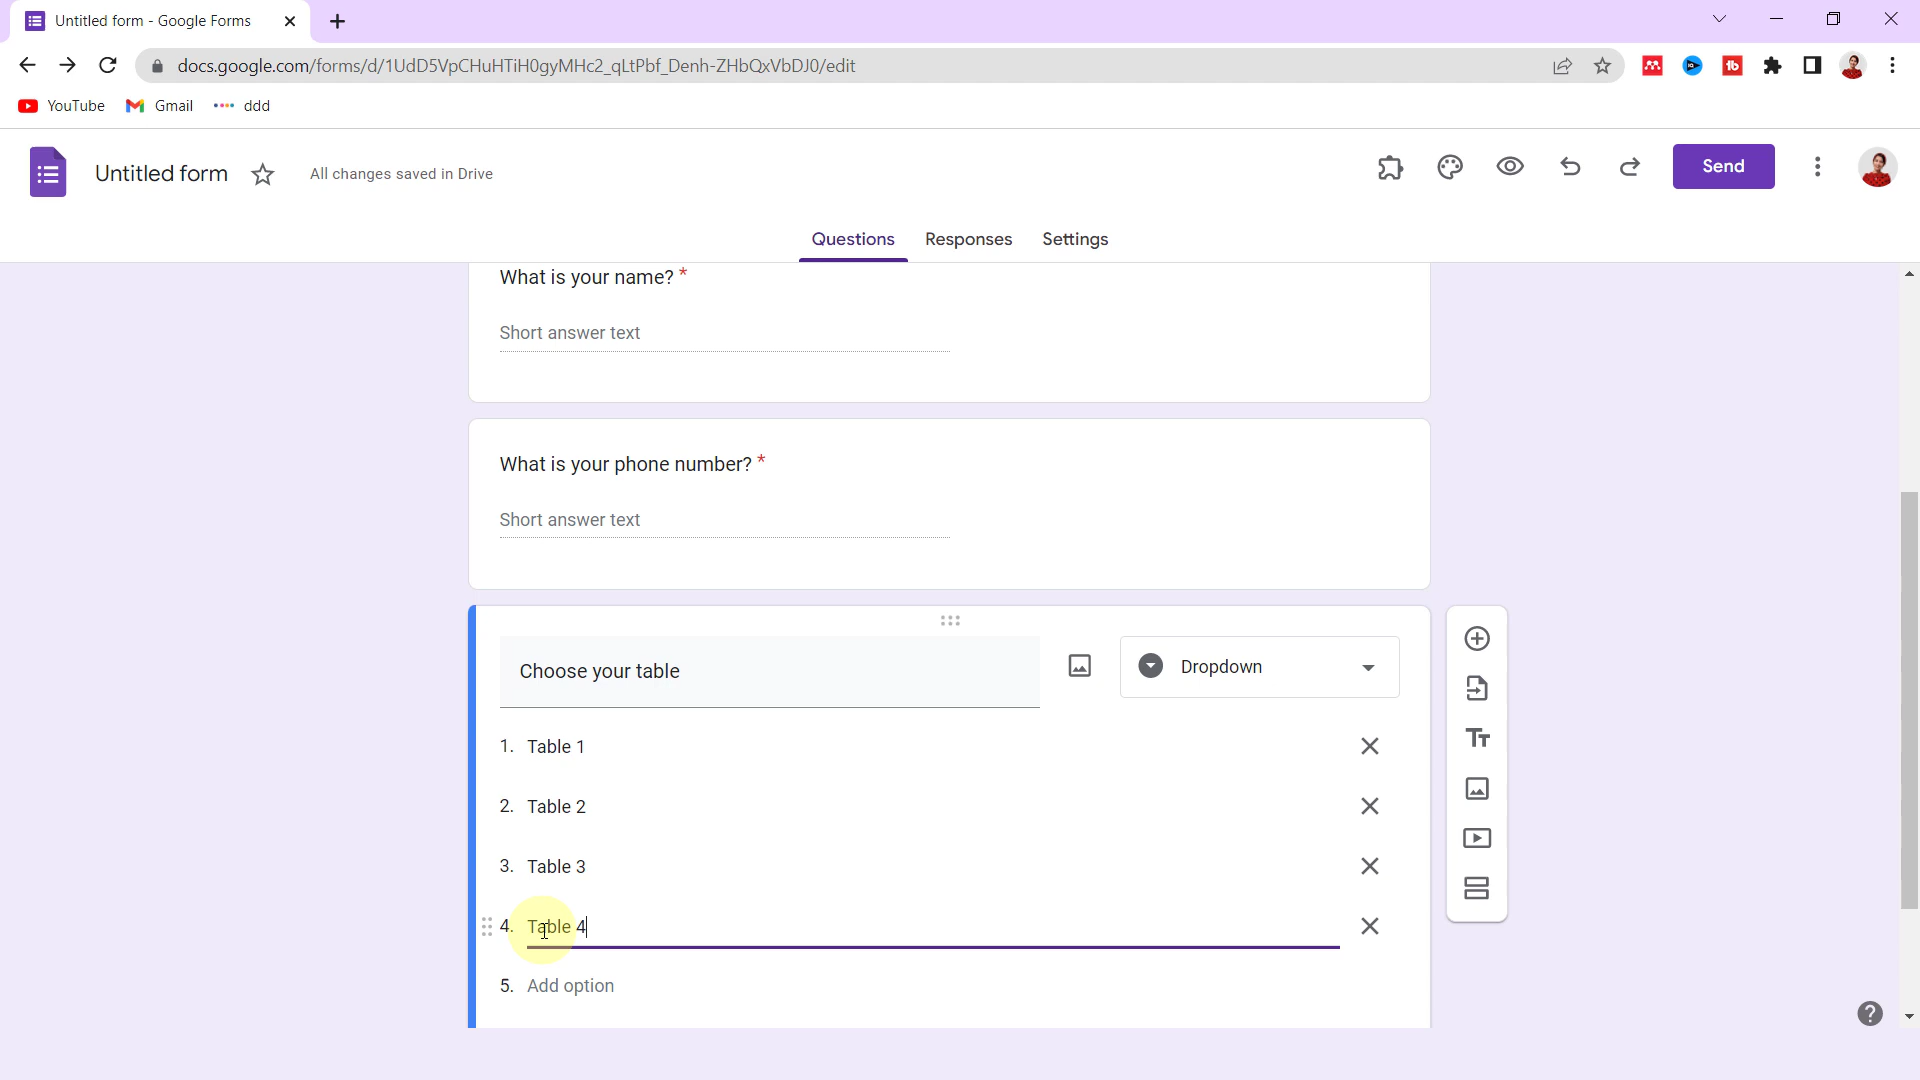 Untitled form - Google Forms
docs.google.com/forms/d/1UdD5VpCHuHTiH0gyMHc2_qLtPbf_Denh-ZHbQxVbDJ0/edit
YouTube Gmail ddd
Untitled form All changes saved in Drive Send
Questions Responses Settings
What is your name? *
Short answer text
What is your phone number? *
Short answer text
Choose your table Dropdown
1. Table 1
2. Table 2
3. Table 3
4. Table 4
5. Add option